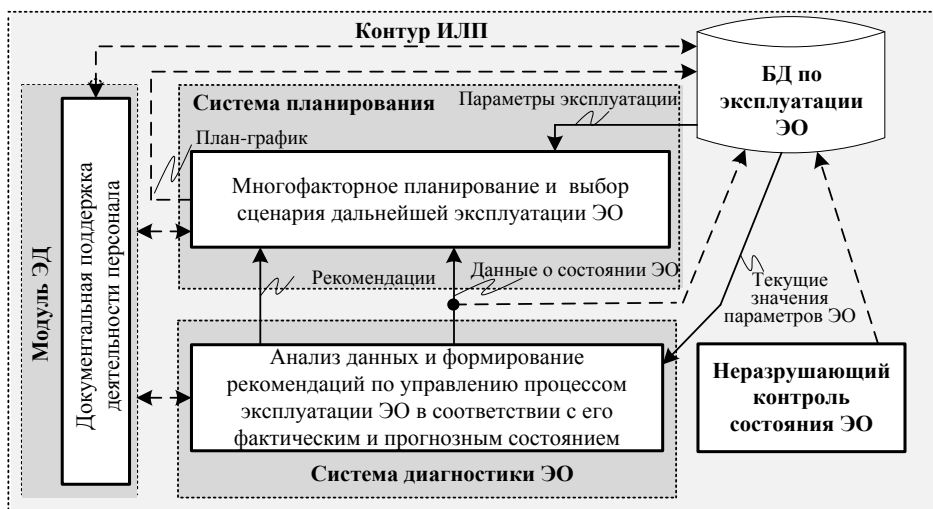 Контур ИЛП
БД по
эксплуатации
ЭО
Система планирования
Параметры эксплуатации
План-график
Многофакторное планирование и выбор
сценария дальнейшей эксплуатации ЭО
Модуль ЭД
Документальная поддержка
деятельности персонала
Рекомендации
Данные о состоянии ЭО
Текущие
значения
параметров ЭО
Анализ данных и формирование
рекомендаций по управлению процессом
эксплуатации ЭО в соответствии с его
фактическим и прогнозным состоянием
Система диагностики ЭО
Неразрушающий
контроль
состояния ЭО